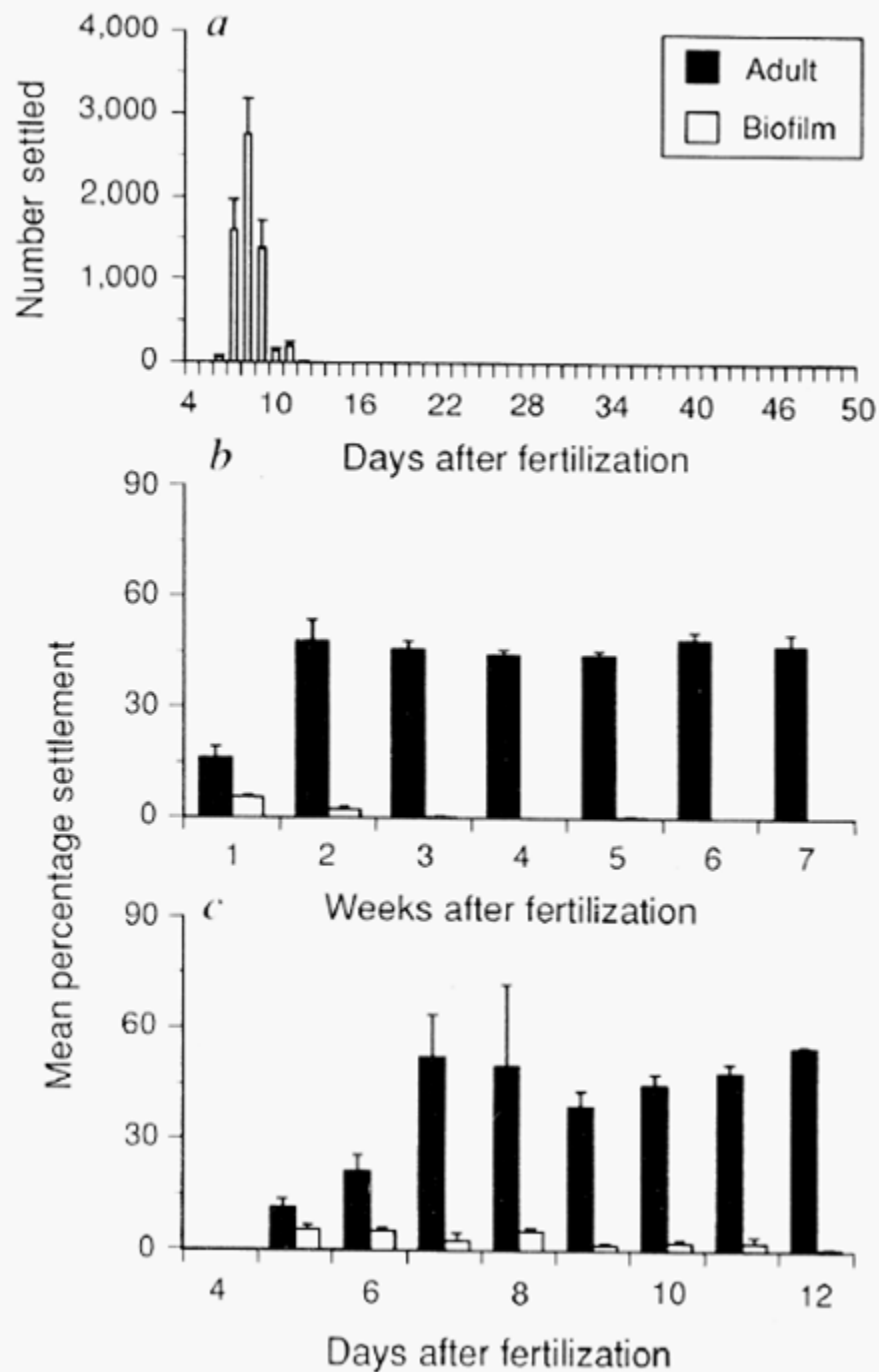 a
Number settled
4,000
3,000
2,000
1,000
0
4 10 16 22 28 34 40 46 50
Days after fertilization
Adult
Biofilm
b
Mean percentage settlement
90
60
30
0
1 2 3 4 5 6 7
Weeks after fertilization
c
90
60
30
0
4 6 8 10 12
Days after fertilization